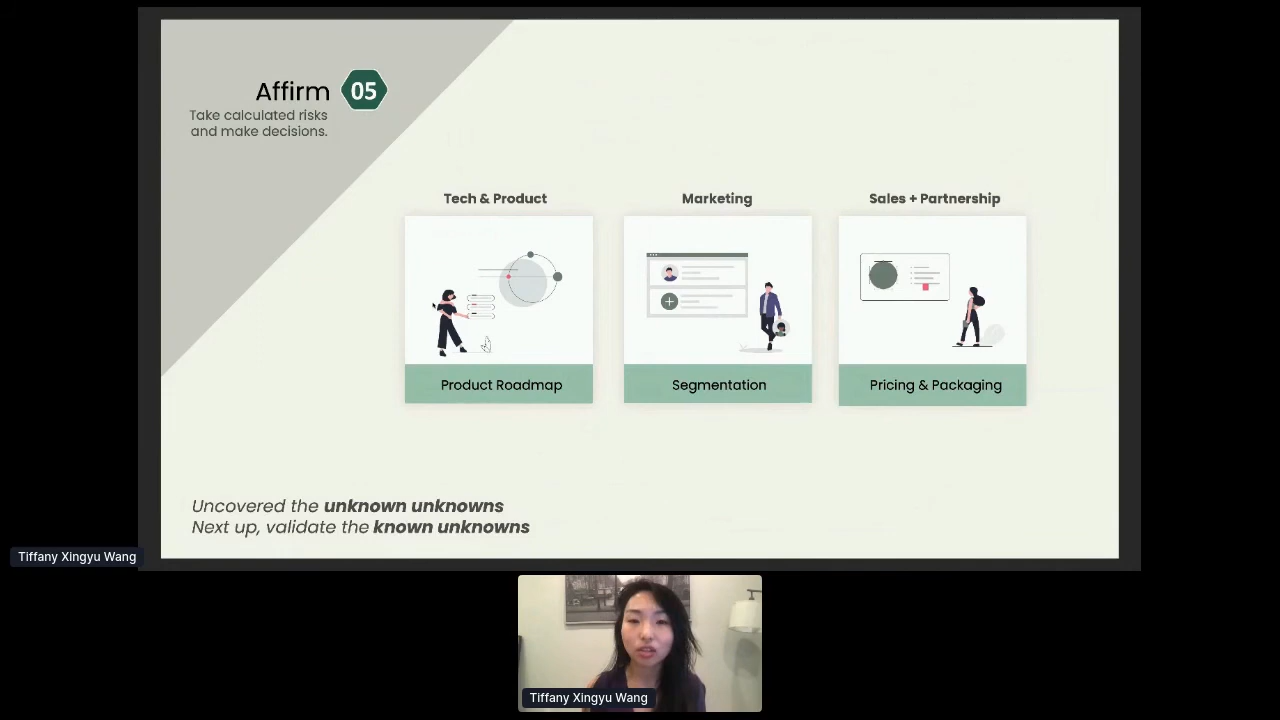 Affirm 05
Take calculated risks
and make decisions.
Tech & Product
Marketing
Sales + Partnership
Product Roadmap
Segmentation
Pricing & Packaging
Uncovered the unknown unknowns
Next up, validate the known unknowns
Tiffany Xingyu Wang
Tiffany Xingyu Wang